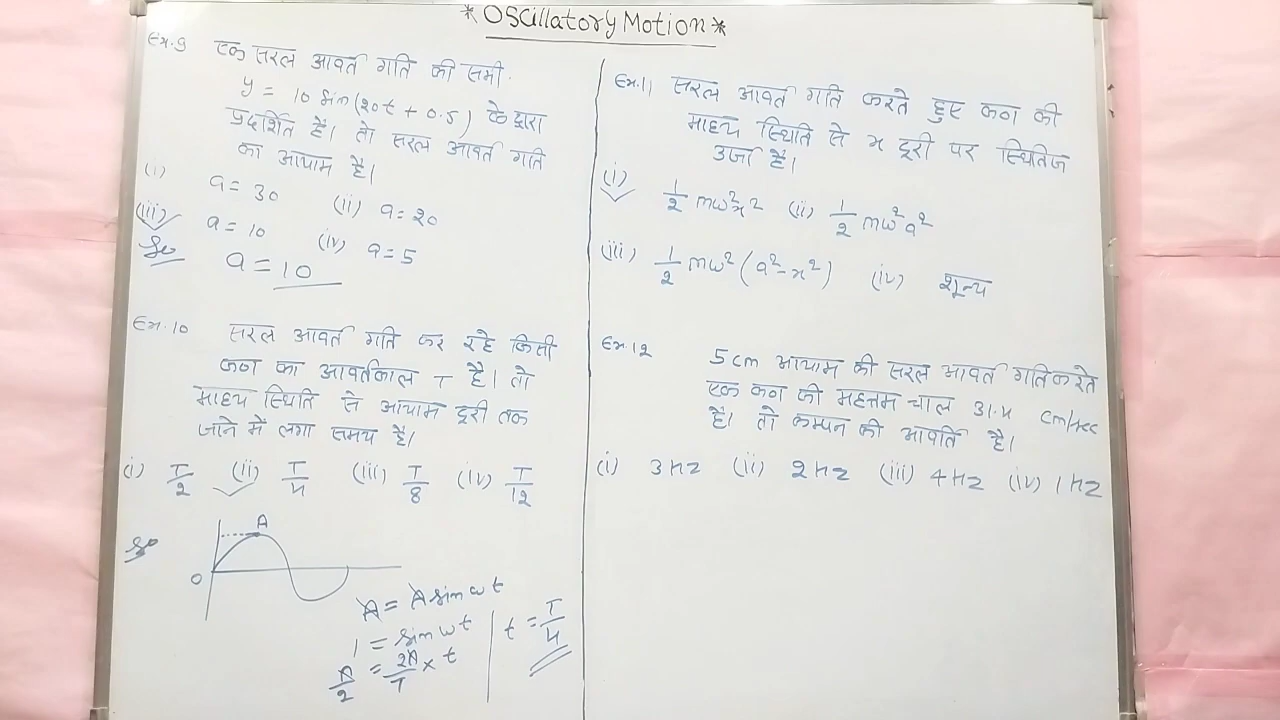 * Oscillatory Motion *
Ex.9 एक सरल आवर्त गति की समी.
y = 10 sin(20t + 0.5) के द्वारा
प्रदर्शित है। तो सरल आवर्त गति
का आयाम है।
(i) a = 30 (ii) a = 20
(iii) a = 10 (iv) a = 5
a = 10
Ex.10 सरल आवर्त गति कर रहे किसी
कण का आवर्तकाल T है। तो
माध्य स्थिति से आयाम दूरी तक
जाने में लगा समय है।
(i) T/2 (ii) T/4 (iii) T/8 (iv) T/12
A
O
A = A sin ωt
1 = sin ωt
π/2 = 2π/T × t
t = T/4
Ex.11 सरल आवर्त गति करते हुए कण की
माध्य स्थिति से x दूरी पर स्थितिज
उर्जा है।
(i) 1/2 mω²x² (ii) 1/2 mω²a²
(iii) 1/2 mω²(a²-x²) (iv) शून्य
Ex.12 5 cm आयाम की सरल आवर्त गति करते
एक कण की महत्तम चाल 31.4 cm/sec
है। तो कम्पन की आवर्ति है।
(i) 3 Hz (ii) 2 Hz (iii) 4 Hz (iv) 1 Hz